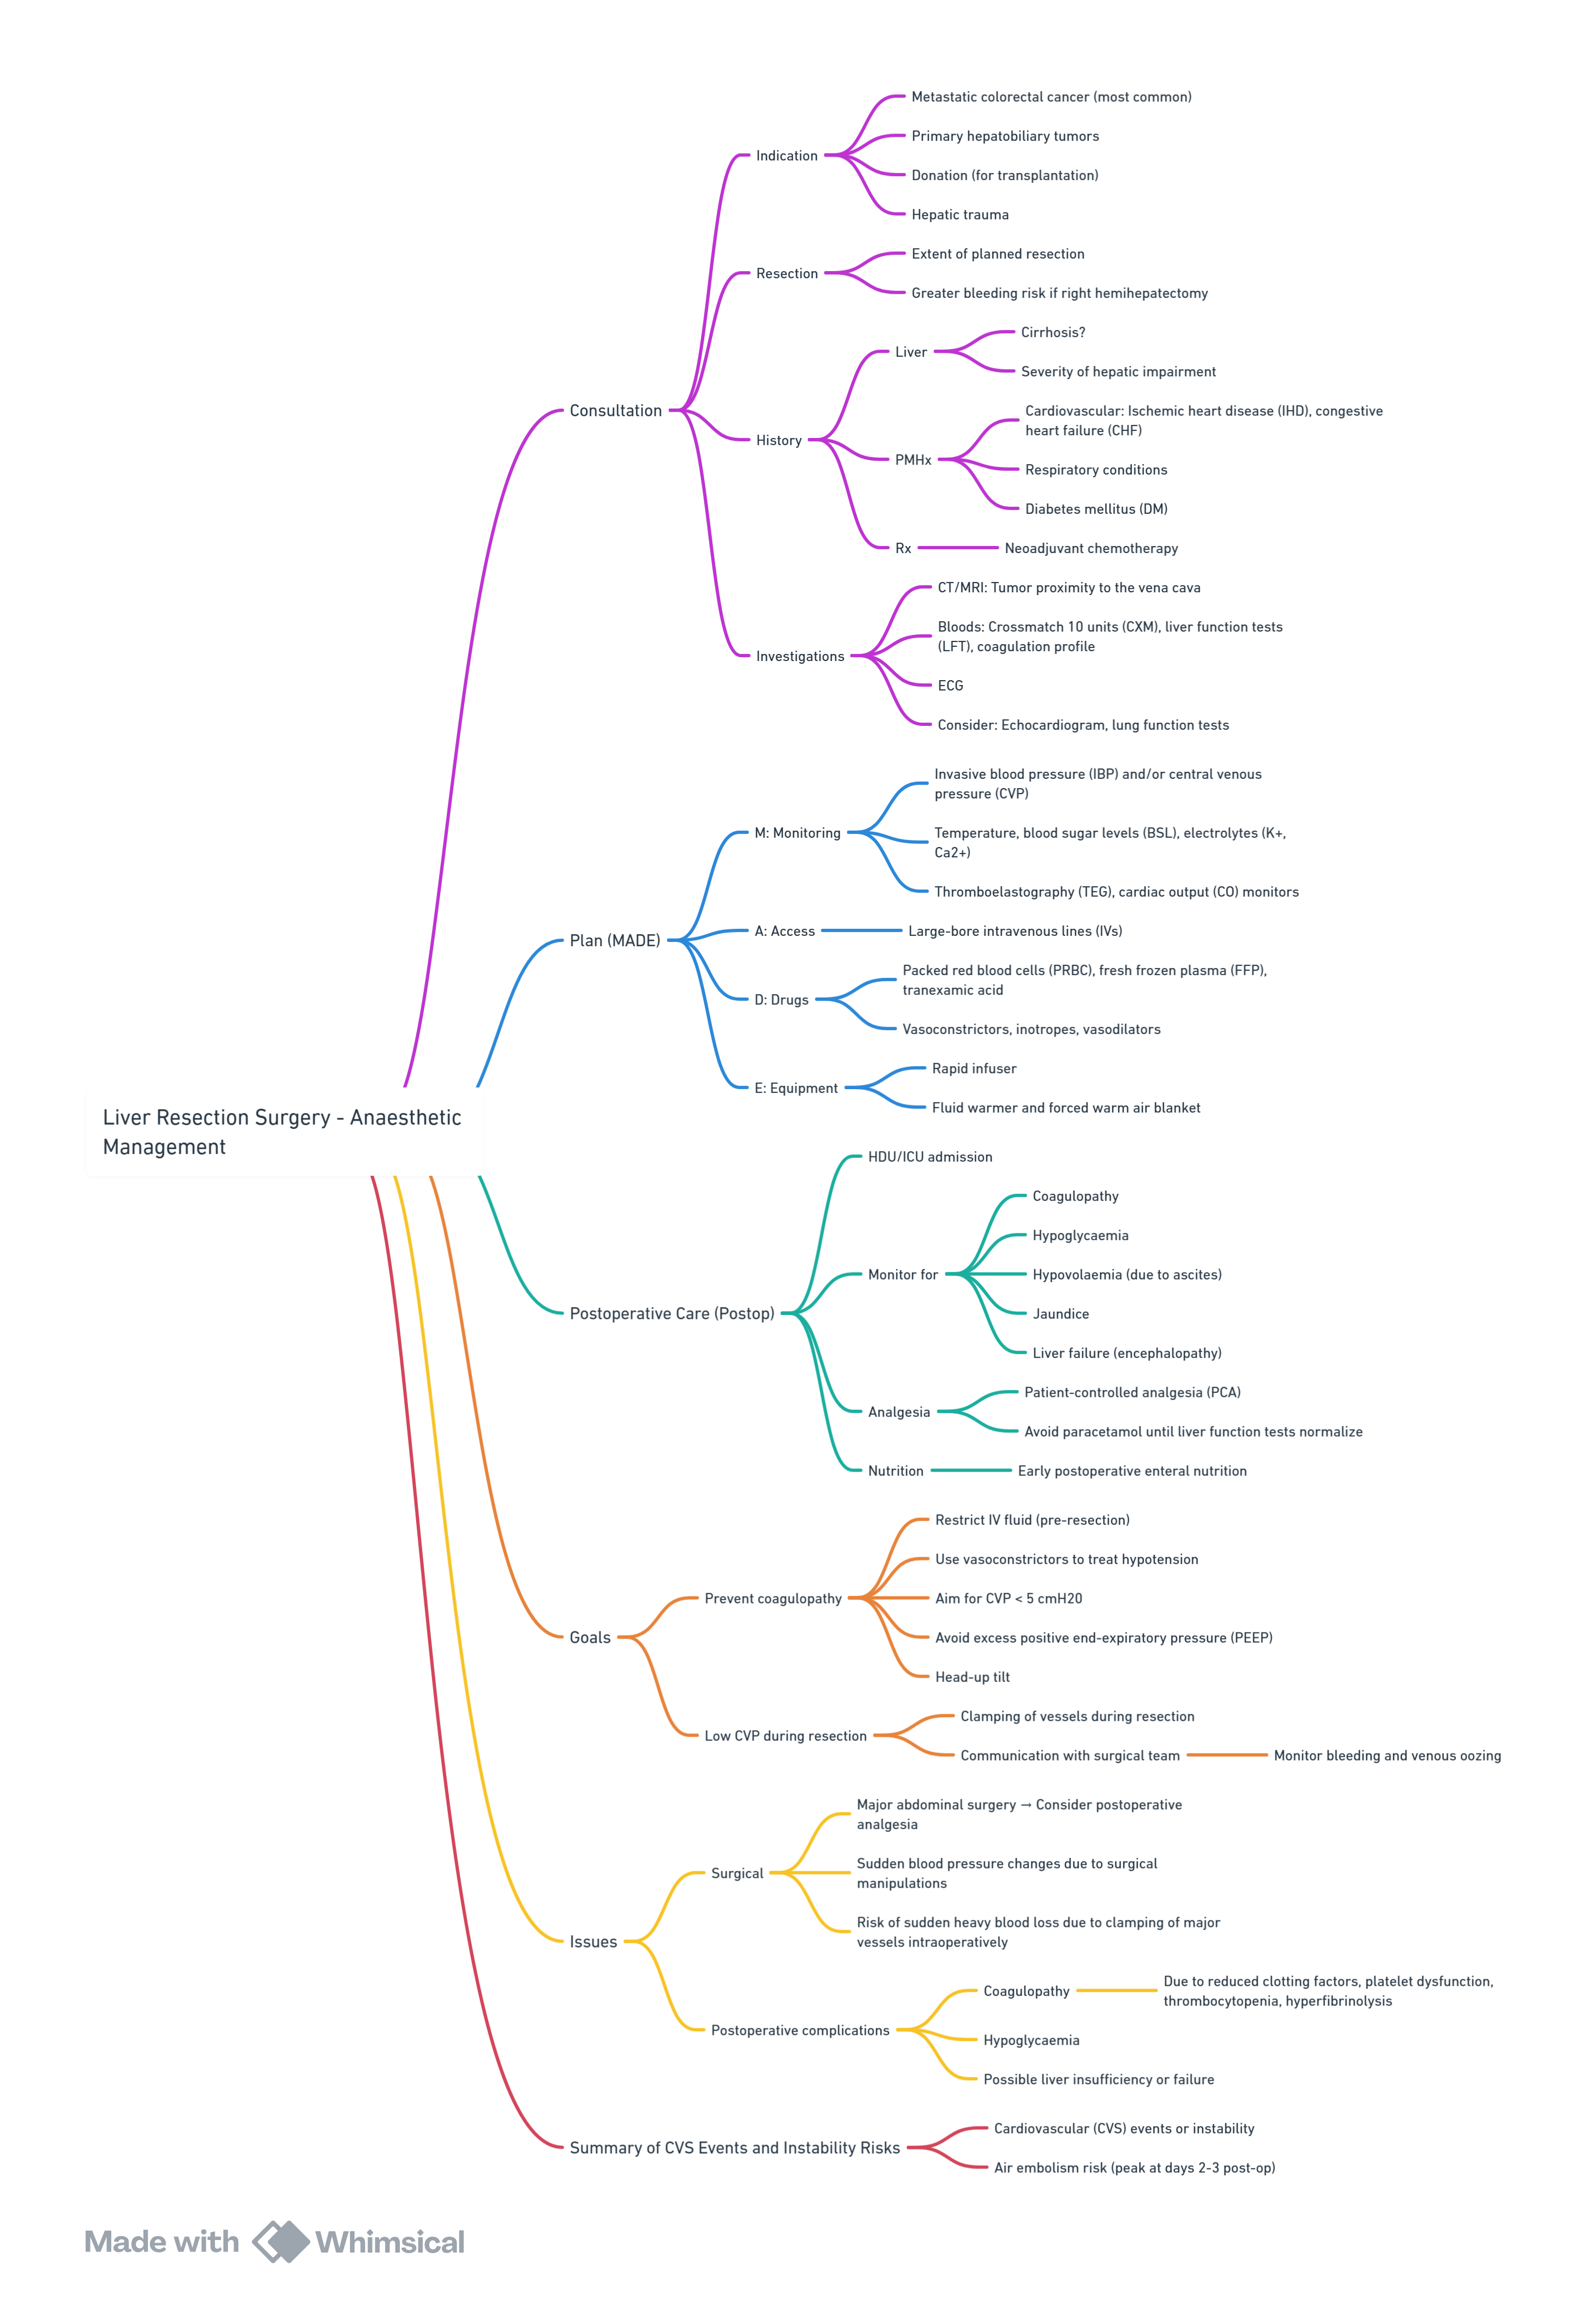 Metastatic colorectal cancer (most common)
Primary hepatobiliary tumors
Indication
Donation (for transplantation)
Hepatic trauma
Extent of planned resection
Resection
Greater bleeding risk if right hemihepatectomy
Cirrhosis?
Liver
Severity of hepatic impairment
Consultation
Cardiovascular: Ischemic heart disease (IHD), congestive
heart failure (CHF)
History
PMHx
Respiratory conditions
Diabetes mellitus (DM)
Rx
Neoadjuvant chemotherapy
CT/MRI: Tumor proximity to the vena cava
Bloods: Crossmatch 10 units (CXM), liver function tests
(LFT), coagulation profile
Investigations
ECG
Consider: Echocardiogram, lung function tests
Invasive blood pressure (IBP) and/or central venous
pressure (CVP)
M: Monitoring
Temperature, blood sugar levels (BSL), electrolytes (K+,
Ca2+)
Thromboelastography (TEG), cardiac output (CO) monitors
Plan (MADE)
A: Access
Large-bore intravenous lines (IVs)
Packed red blood cells (PRBC), fresh frozen plasma (FFP),
tranexamic acid
D: Drugs
Vasoconstrictors, inotropes, vasodilators
Rapid infuser
E: Equipment
Fluid warmer and forced warm air blanket
Liver Resection Surgery - Anaesthetic
Management
HDU/ICU admission
Coagulopathy
Hypoglycaemia
Monitor for
Hypovolaemia (due to ascites)
Jaundice
Postoperative Care (Postop)
Liver failure (encephalopathy)
Patient-controlled analgesia (PCA)
Analgesia
Avoid paracetamol until liver function tests normalize
Nutrition
Early postoperative enteral nutrition
Restrict IV fluid (pre-resection)
Use vasoconstrictors to treat hypotension
Prevent coagulopathy
Aim for CVP < 5 cmH20
Goals
Avoid excess positive end-expiratory pressure (PEEP)
Head-up tilt
Clamping of vessels during resection
Low CVP during resection
Communication with surgical team
Monitor bleeding and venous oozing
Major abdominal surgery → Consider postoperative
analgesia
Surgical
Sudden blood pressure changes due to surgical
manipulations
Risk of sudden heavy blood loss due to clamping of major
vessels intraoperatively
Issues
Coagulopathy
Due to reduced clotting factors, platelet dysfunction,
thrombocytopenia, hyperfibrinolysis
Postoperative complications
Hypoglycaemia
Possible liver insufficiency or failure
Cardiovascular (CVS) events or instability
Summary of CVS Events and Instability Risks
Air embolism risk (peak at days 2-3 post-op)
Made with Whimsical